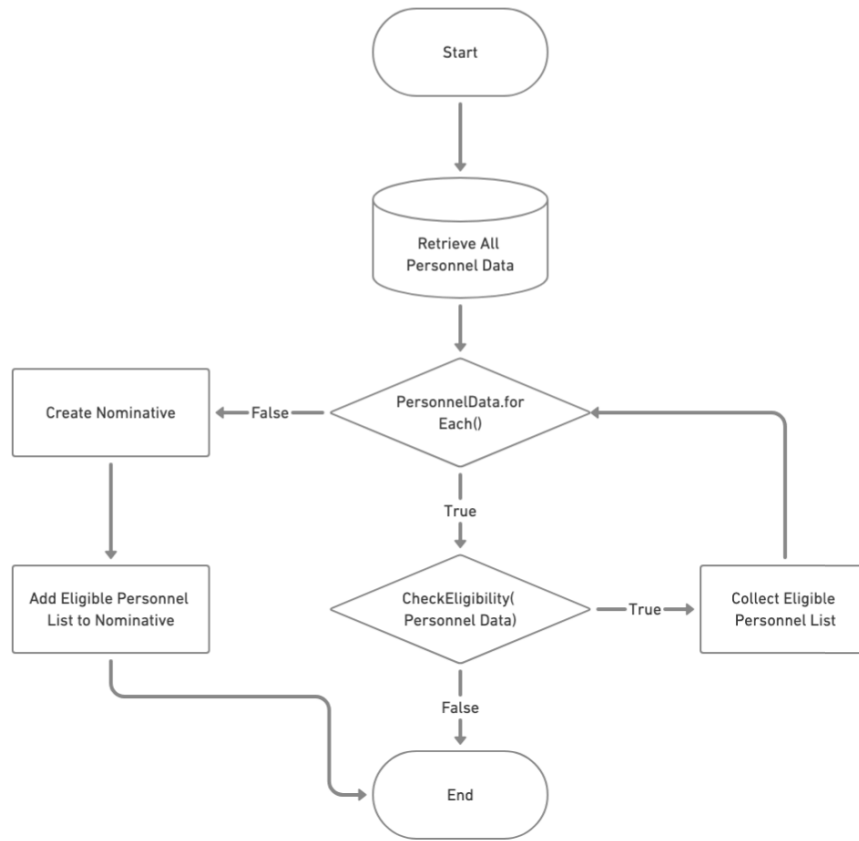 Start
Retrieve All
Personnel Data
PersonnelData.for
Each()
False
Create Nominative
True
Add Eligible Personnel
List to Nominative
CheckEligibility(
Personnel Data)
True
Collect Eligible
Personnel List
False
End